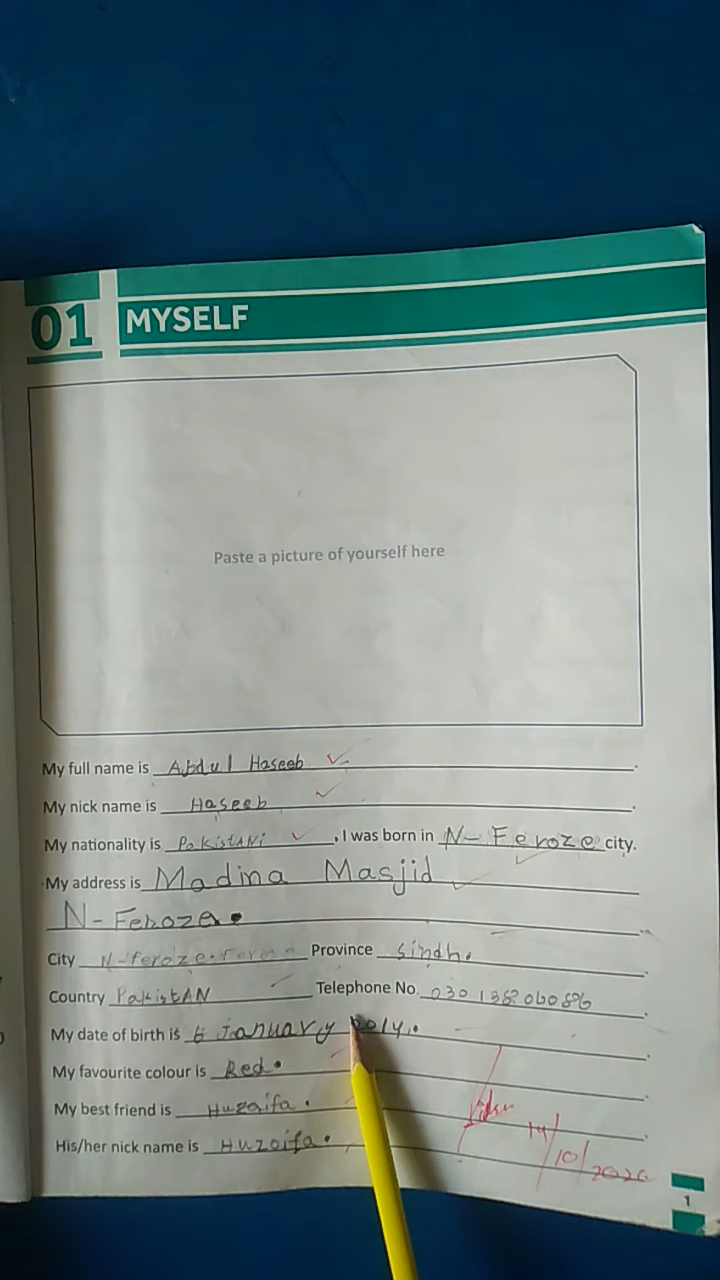 01 MYSELF
Paste a picture of yourself here
My full name is Abdul Haseeb.
My nick name is Haseeb.
My nationality is PakistANi. I was born in N-Feroze city.
My address is Madina Masjid
N-Feroze.
City N-feroze. Province Sindh.
Country PakistAN Telephone No.
My date of birth is 6 January
My favourite colour is Red.
My best friend is Huzaifa.
His/her nick name is Huzaifa.
14/10/2020
1